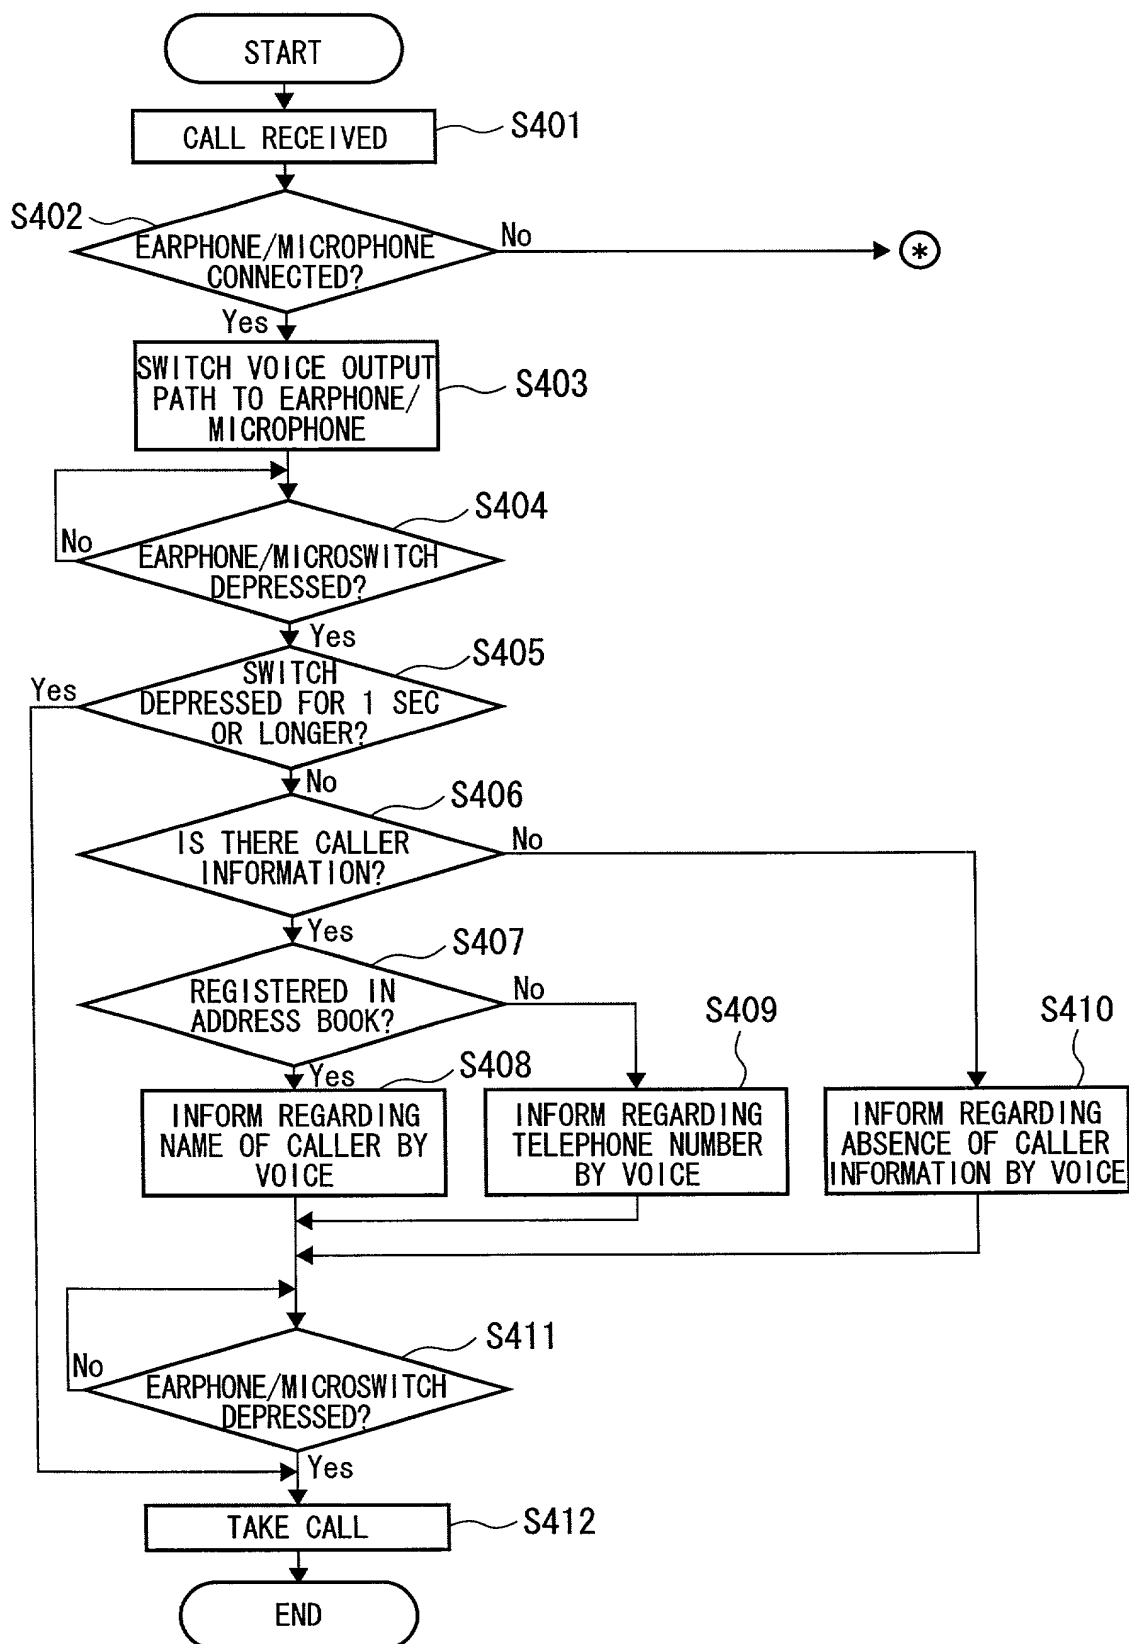 START
CALL RECEIVED
S401
S402
EARPHONE/MICROPHONE
CONNECTED?
No
*
Yes
SWITCH VOICE OUTPUT
PATH TO EARPHONE/
MICROPHONE
S403
S404
No
EARPHONE/MICROSWITCH
DEPRESSED?
Yes
S405
Yes
SWITCH
DEPRESSED FOR 1 SEC
OR LONGER?
No
S406
IS THERE CALLER
INFORMATION?
No
Yes
S407
REGISTERED IN
ADDRESS BOOK?
No
Yes
S408
INFORM REGARDING
NAME OF CALLER BY
VOICE
S409
INFORM REGARDING
TELEPHONE NUMBER
BY VOICE
S410
INFORM REGARDING
ABSENCE OF CALLER
INFORMATION BY VOICE
S411
No
EARPHONE/MICROSWITCH
DEPRESSED?
Yes
TAKE CALL
S412
END